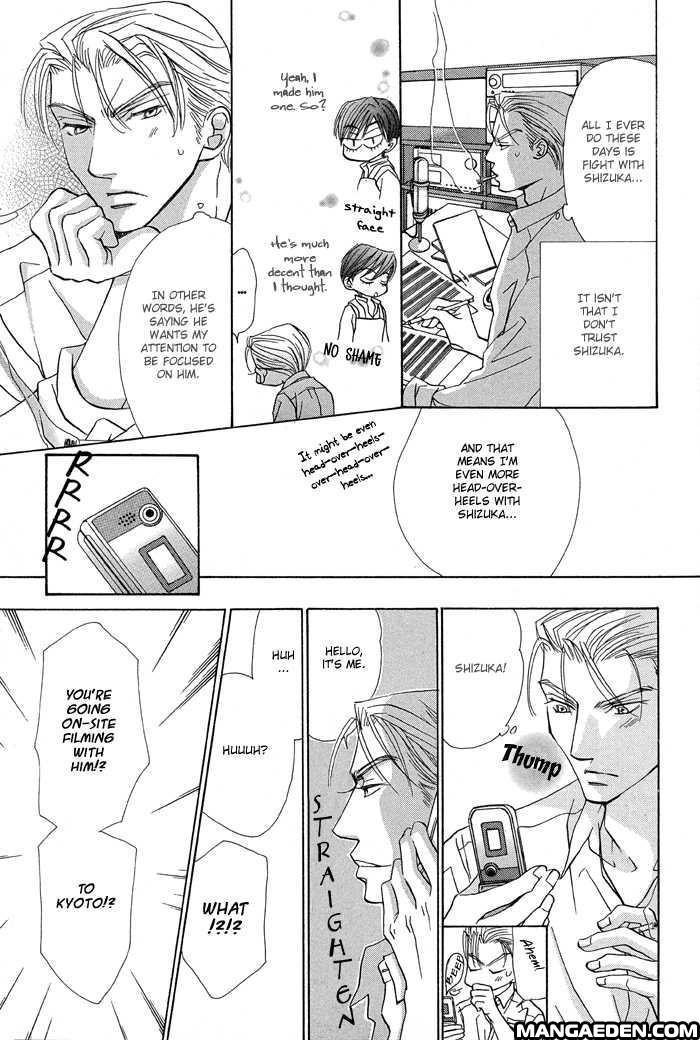 ALL I EVER
DO THESE
DAYS IS
FIGHT WITH
SHIZUKA...
IT ISN'T
THAT I
DON'T
TRUST
SHIZUKA.
Yeah, I
made him
one. So?
straight
face
He's much
more
decent than
I thought.
NO SHAME
...
IN OTHER
WORDS, HE'S
SAYING HE
WANTS MY
ATTENTION
TO BE
FOCUSED
ON HIM.
AND THAT
MEANS I'M
EVEN MORE
HEAD-OVER-
HEELS WITH
SHIZUKA...
It might be even
head-over-heels-
over-head-over-
heels...
RRRR
SHIZUKA!
Thump
Ahem!
BEEP
HELLO,
IT'S ME.
STRAIGHTEN
HUH
...
HUUUH?
WHAT
!?!?
YOU'RE
GOING
ON-SITE
FILMING
WITH
HIM!?
TO
KYOTO!?
MANGAEDEN.COM